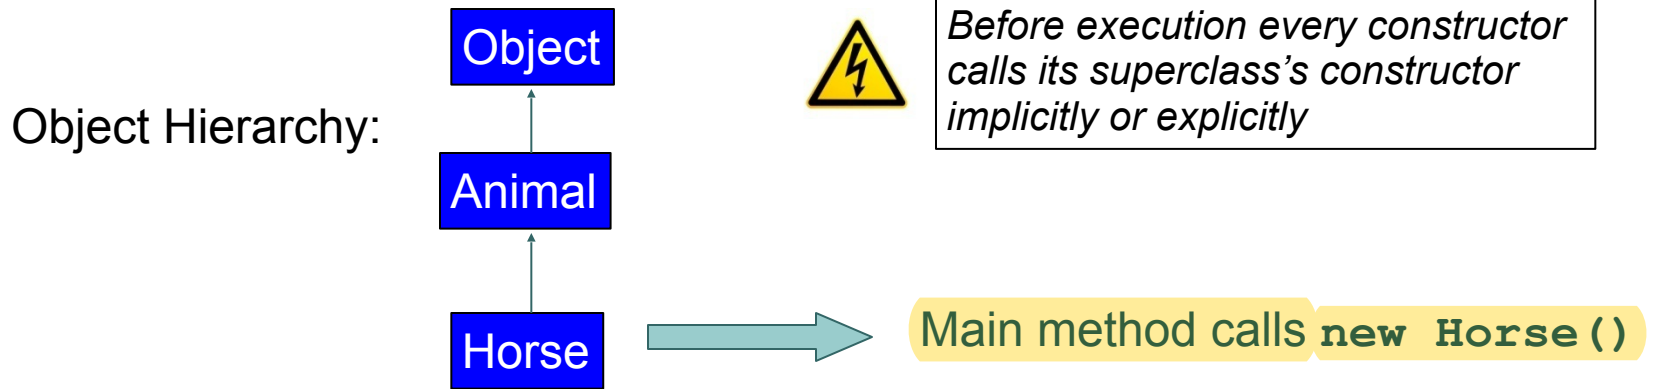 Object
Before execution every constructor
calls its superclass’s constructor
implicitly or explicitly
Object Hierarchy:
Animal
Horse
Main method calls new Horse()